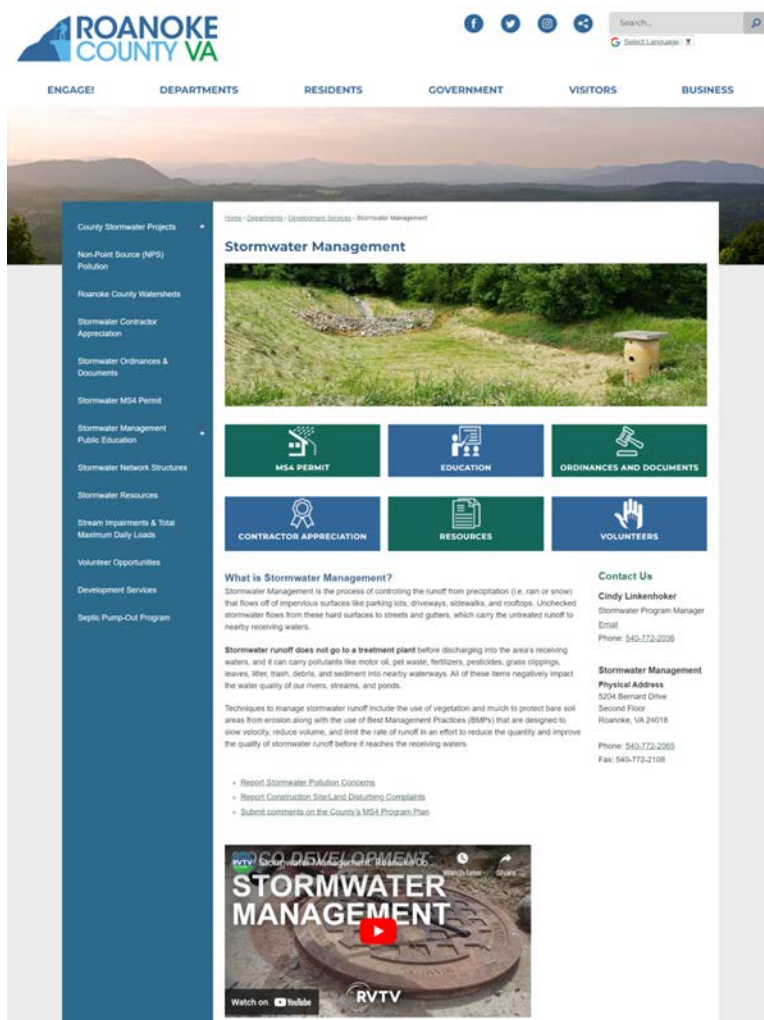 ROANOKE
COUNTY VA
Search...
Select Language
ENGAGE!
DEPARTMENTS
RESIDENTS
GOVERNMENT
VISITORS
BUSINESS
County Stormwater Projects
Non-Point Source (NPS)
Pollution
Roanoke County Watersheds
Stormwater Contractor
Appreciation
Stormwater Ordinances &
Documents
Stormwater MS4 Permit
Stormwater Management
Public Education
Stormwater Network Structures
Stormwater Resources
Stream Impairments & Total
Maximum Daily Loads
Volunteer Opportunities
Development Services
Septic Pump-Out Program
Home › Departments › Development Services › Stormwater Management
Stormwater Management
MS4 PERMIT
EDUCATION
ORDINANCES AND DOCUMENTS
CONTRACTOR APPRECIATION
RESOURCES
VOLUNTEERS
What is Stormwater Management?
Stormwater Management is the process of controlling the runoff from precipitation (i.e, rain or snow)
that flows off of impervious surfaces like parking lots, driveways, sidewalks, and rooftops. Unchecked
stormwater flows from these hard surfaces to streets and gutters, which carry the untreated runoff to
nearby receiving waters.
Stormwater runoff does not go to a treatment plant before discharging into the area's receiving
waters, and it can carry pollutants like motor oil, pet waste, fertilizers, pesticides, grass clippings,
leaves, litter, trash, debris, and sediment into nearby waterways. All of these items negatively impact
the water quality of our rivers, streams, and ponds.
Techniques to manage stormwater runoff include the use of vegetation and mulch to protect bare soil
areas from erosion along with the use of Best Management Practices (BMPs) that are designed to
slow velocity, reduce volume, and limit the rate of runoff in an effort to reduce the quantity and improve
the quality of stormwater runoff before it reaches the receiving waters.
Report Stormwater Pollution Concerns
Report Construction Site/Land Disturbing Complaints
Submit comments on the County's MS4 Program Plan
Contact Us
Cindy Linkenhoker
Stormwater Program Manager
Email
Phone: 540-772-2036
Stormwater Management
Physical Address
5204 Bernard Drive
Second Floor
Roanoke, VA 24018
Phone: 540-772-2065
Fax: 540-772-2108
RVTV
Stormwater Management, Roanoke Co...
Watch later
Share
DEVELOPMENT
STORMWATER
MANAGEMENT
Watch on YouTube
RVTV